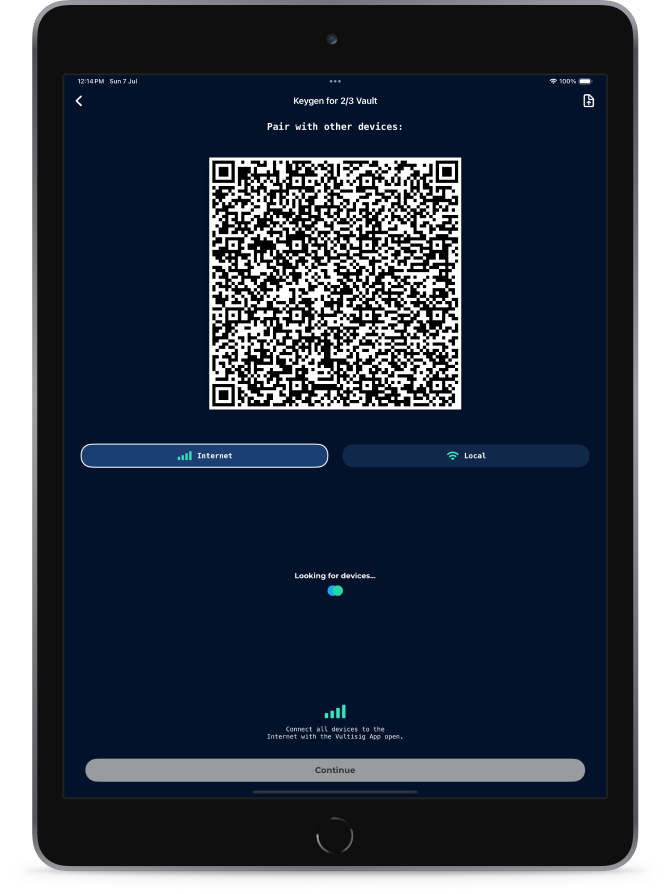 12:14 PM Sun 7 Jul
100%
Keygen for 2/3 Vault
Pair with other devices:
Internet
Local
Looking for devices...
Connect all devices to the
Internet with the Vultisig App open.
Continue